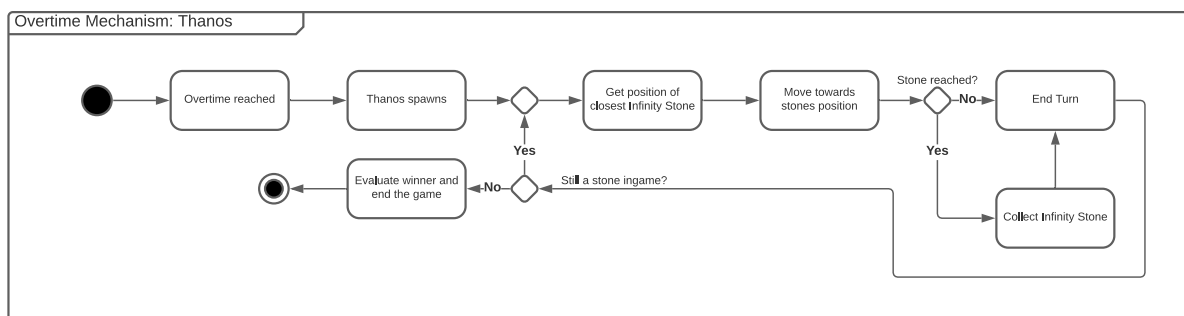 Overtime Mechanism: Thanos
Overtime reached
Thanos spawns
Get position of
closest Infinity Stone
Move towards
stones position
Stone reached?
No
End Turn
Yes
Collect Infinity Stone
Still a stone ingame?
Yes
No
Evaluate winner and
end the game